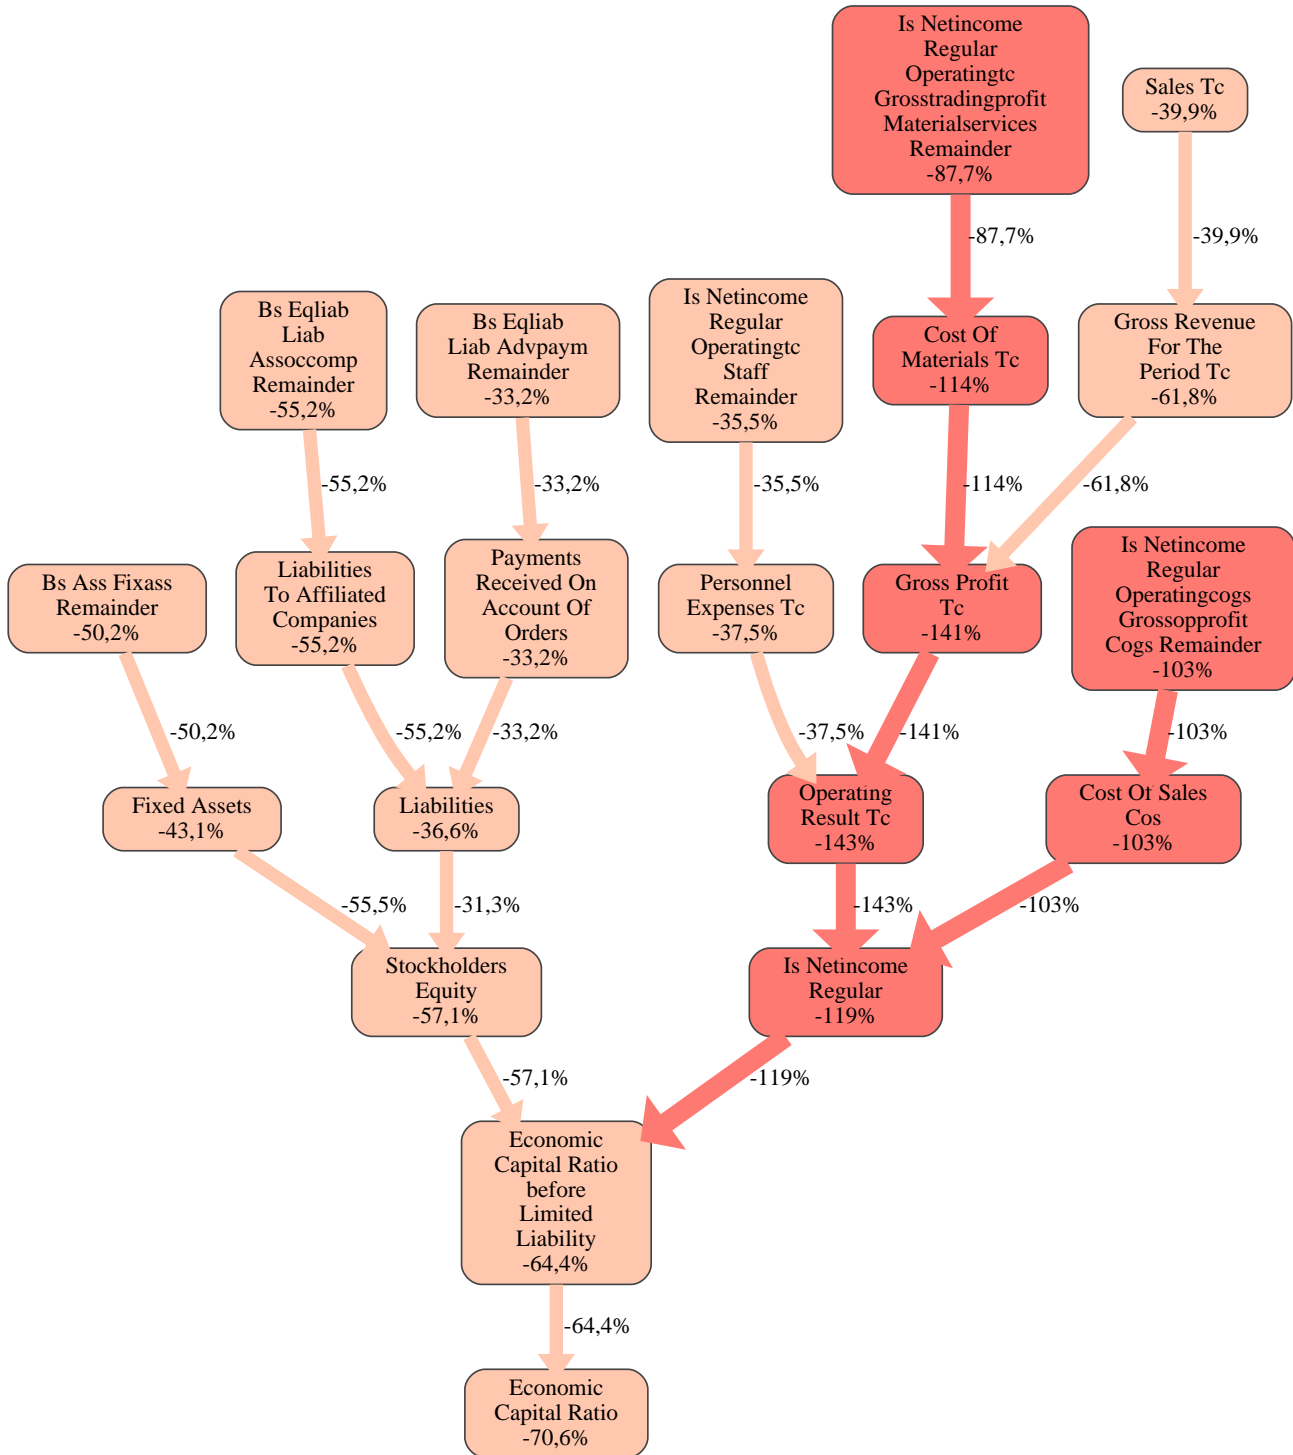 Is Netincome
Regular
Operatingtc
Grosstradingprofit
Materialservices
Remainder
-87,7%
Sales Tc
-39,9%
-87,7%
-39,9%
Bs Eqliab
Liab
Assoccomp
Remainder
-55,2%
Bs Eqliab
Liab Advpaym
Remainder
-33,2%
Is Netincome
Regular
Operatingtc
Staff
Remainder
-35,5%
Cost Of
Materials Tc
-114%
Gross Revenue
For The
Period Tc
-61,8%
-55,2%
-33,2%
-35,5%
-114%
-61,8%
Bs Ass Fixass
Remainder
-50,2%
Liabilities
To Affiliated
Companies
-55,2%
Payments
Received On
Account Of
Orders
-33,2%
Personnel
Expenses Tc
-37,5%
Gross Profit
Tc
-141%
Is Netincome
Regular
Operatingcogs
Grossopprofit
Cogs Remainder
-103%
-50,2%
-55,2%
-33,2%
-37,5%
-141%
-103%
Fixed Assets
-43,1%
Liabilities
-36,6%
Operating
Result Tc
-143%
Cost Of Sales
Cos
-103%
-55,5%
-31,3%
-143%
-103%
Stockholders
Equity
-57,1%
Is Netincome
Regular
-119%
-57,1%
-119%
Economic
Capital Ratio
before
Limited
Liability
-64,4%
-64,4%
Economic
Capital Ratio
-70,6%